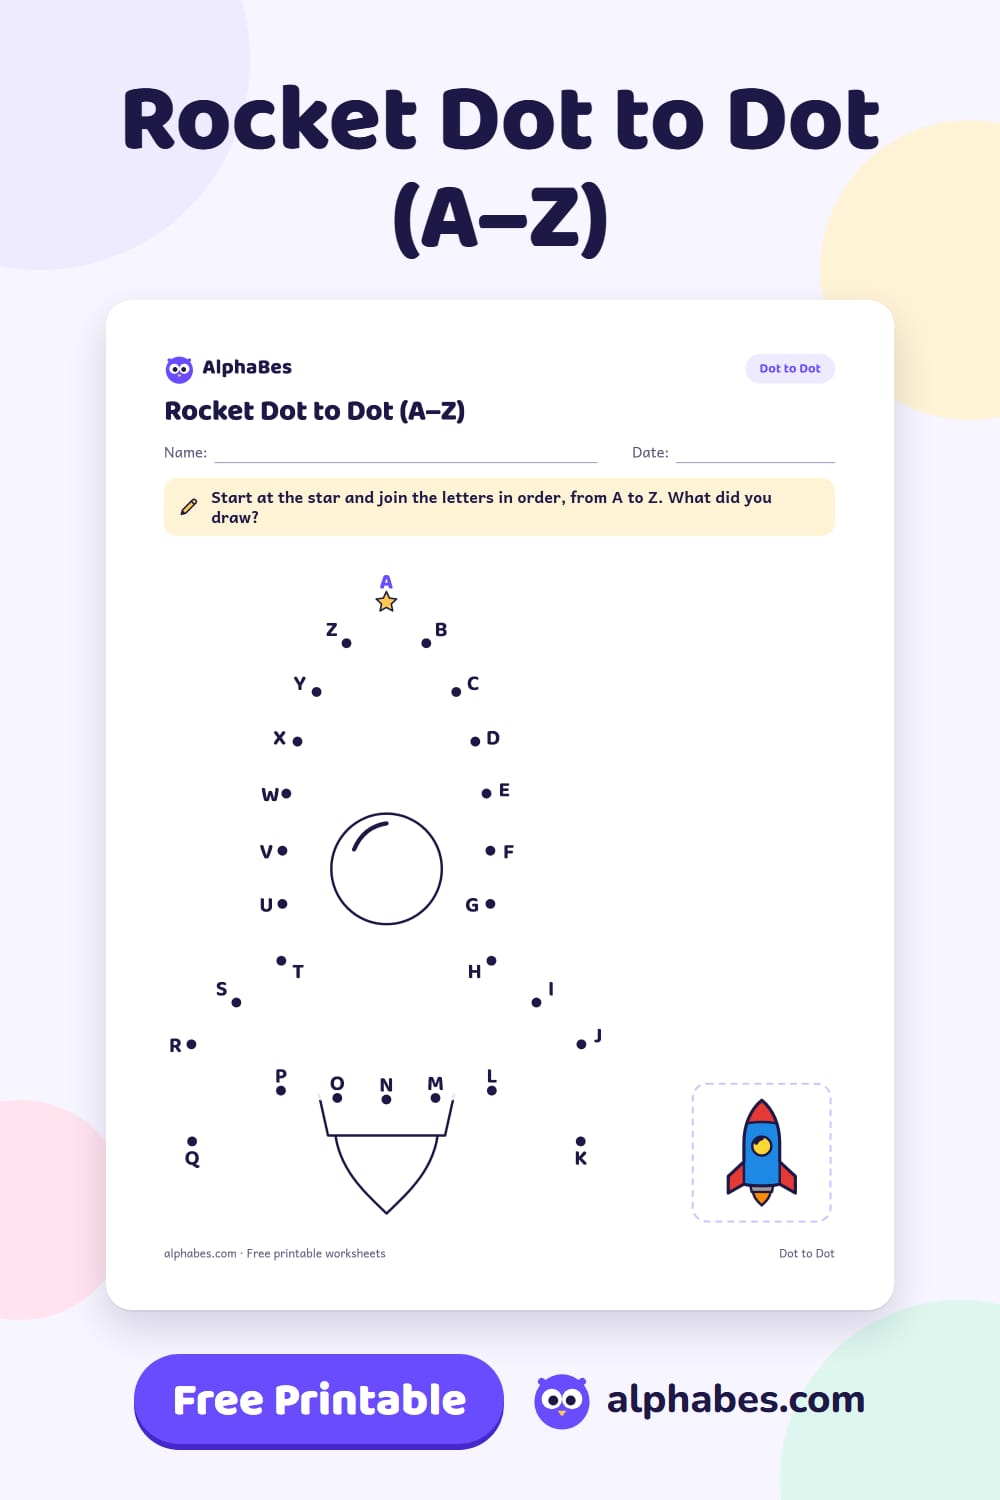 Rocket Dot to Dot
(A–Z)
AlphaBes
Dot to Dot
Rocket Dot to Dot (A–Z)
Name:
Date:
Start at the star and join the letters in order, from A to Z. What did you
draw?
A
Z
B
Y
C
X
D
W
E
V
F
U
G
T
H
S
I
R
J
P
O
N
M
L
Q
K
alphabes.com · Free printable worksheets
Dot to Dot
Free Printable
alphabes.com